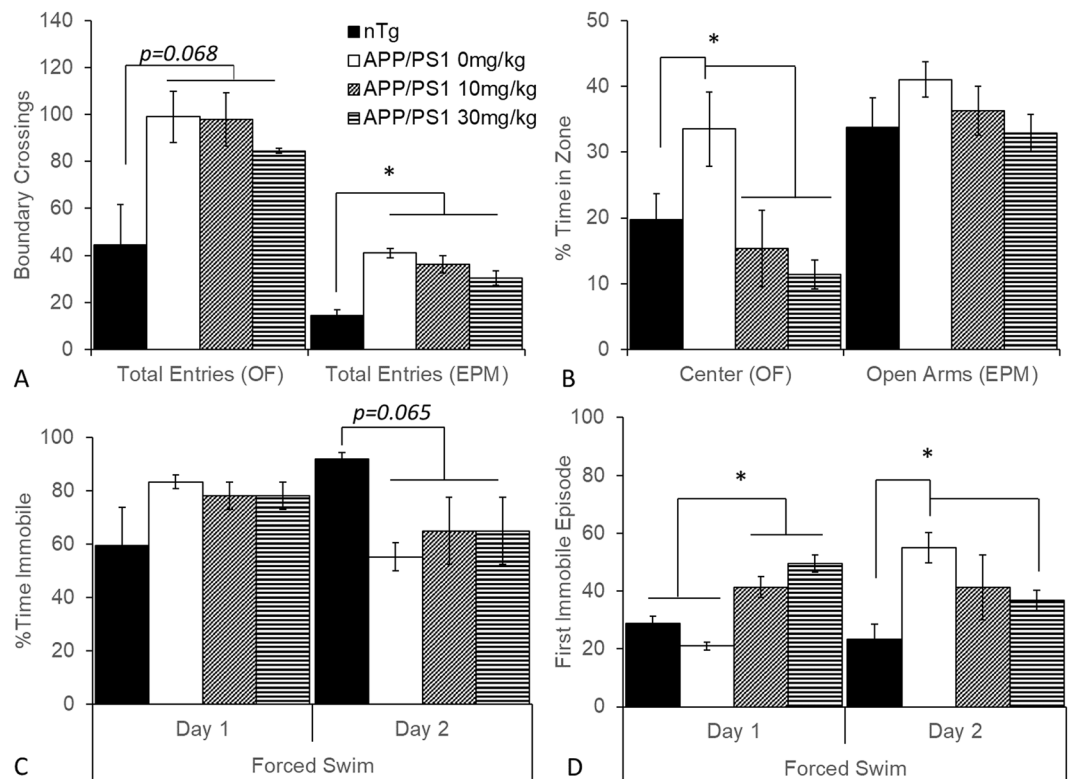 140
120
100
80
60
40
20
0
Boundary Crossings
p=0.068
*
nTg
APP/PS1 0mg/kg
APP/PS1 10mg/kg
APP/PS1 30mg/kg
Total Entries (OF)
Total Entries (EPM)
A
50
40
30
20
10
0
% Time in Zone
*
Center (OF)
Open Arms (EPM)
B
100
80
60
40
20
0
%Time Immobile
p=0.065
Day 1
Day 2
Forced Swim
C
100
80
60
40
20
0
First Immobile Episode
*
*
Day 1
Day 2
Forced Swim
D